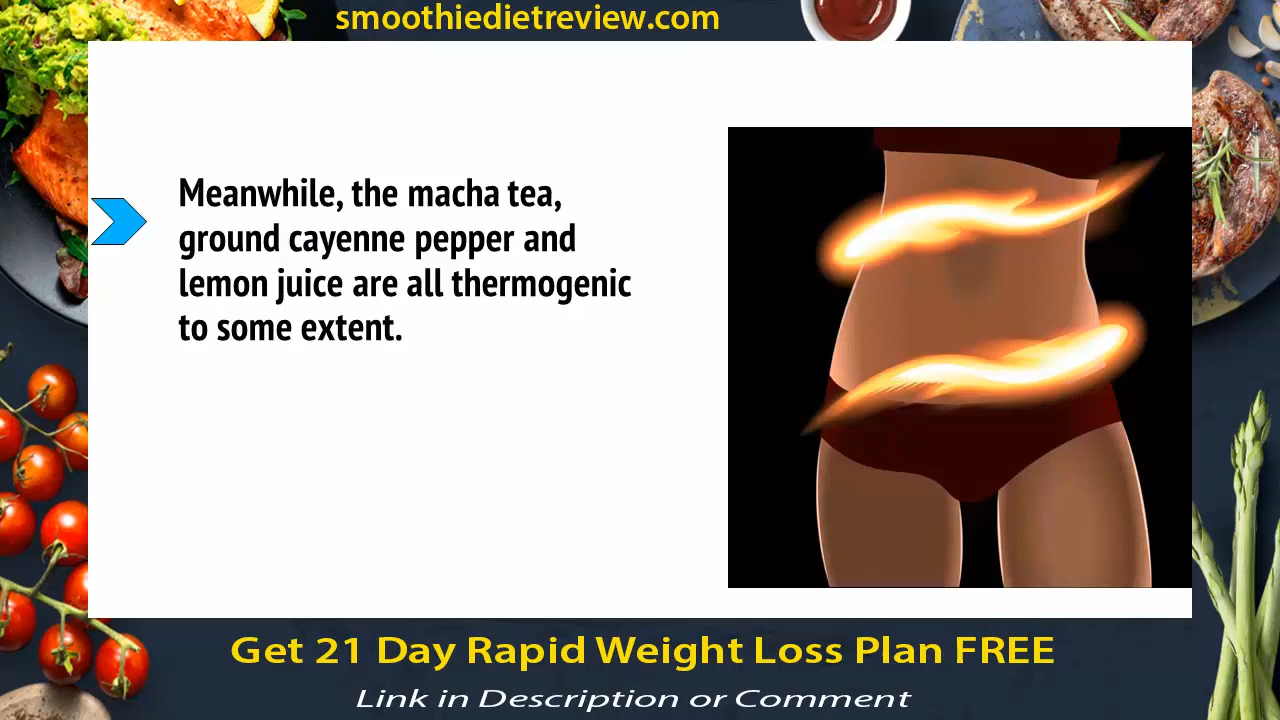 smoothiedietreview.com
Meanwhile, the macha tea,
ground cayenne pepper and
lemon juice are all thermogenic
to some extent.
Get 21 Day Rapid Weight Loss Plan FREE
Link in Description or Comment